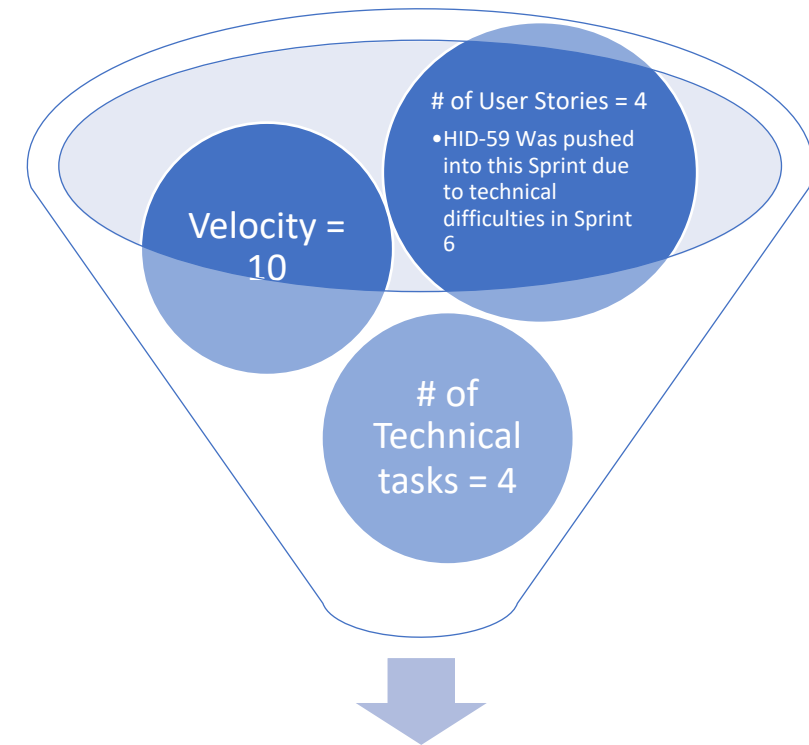 # of User Stories = 4
•HID-59 Was pushed
into this Sprint due
to technical
difficulties in Sprint
6
Velocity =
10
# of
Technical
tasks = 4